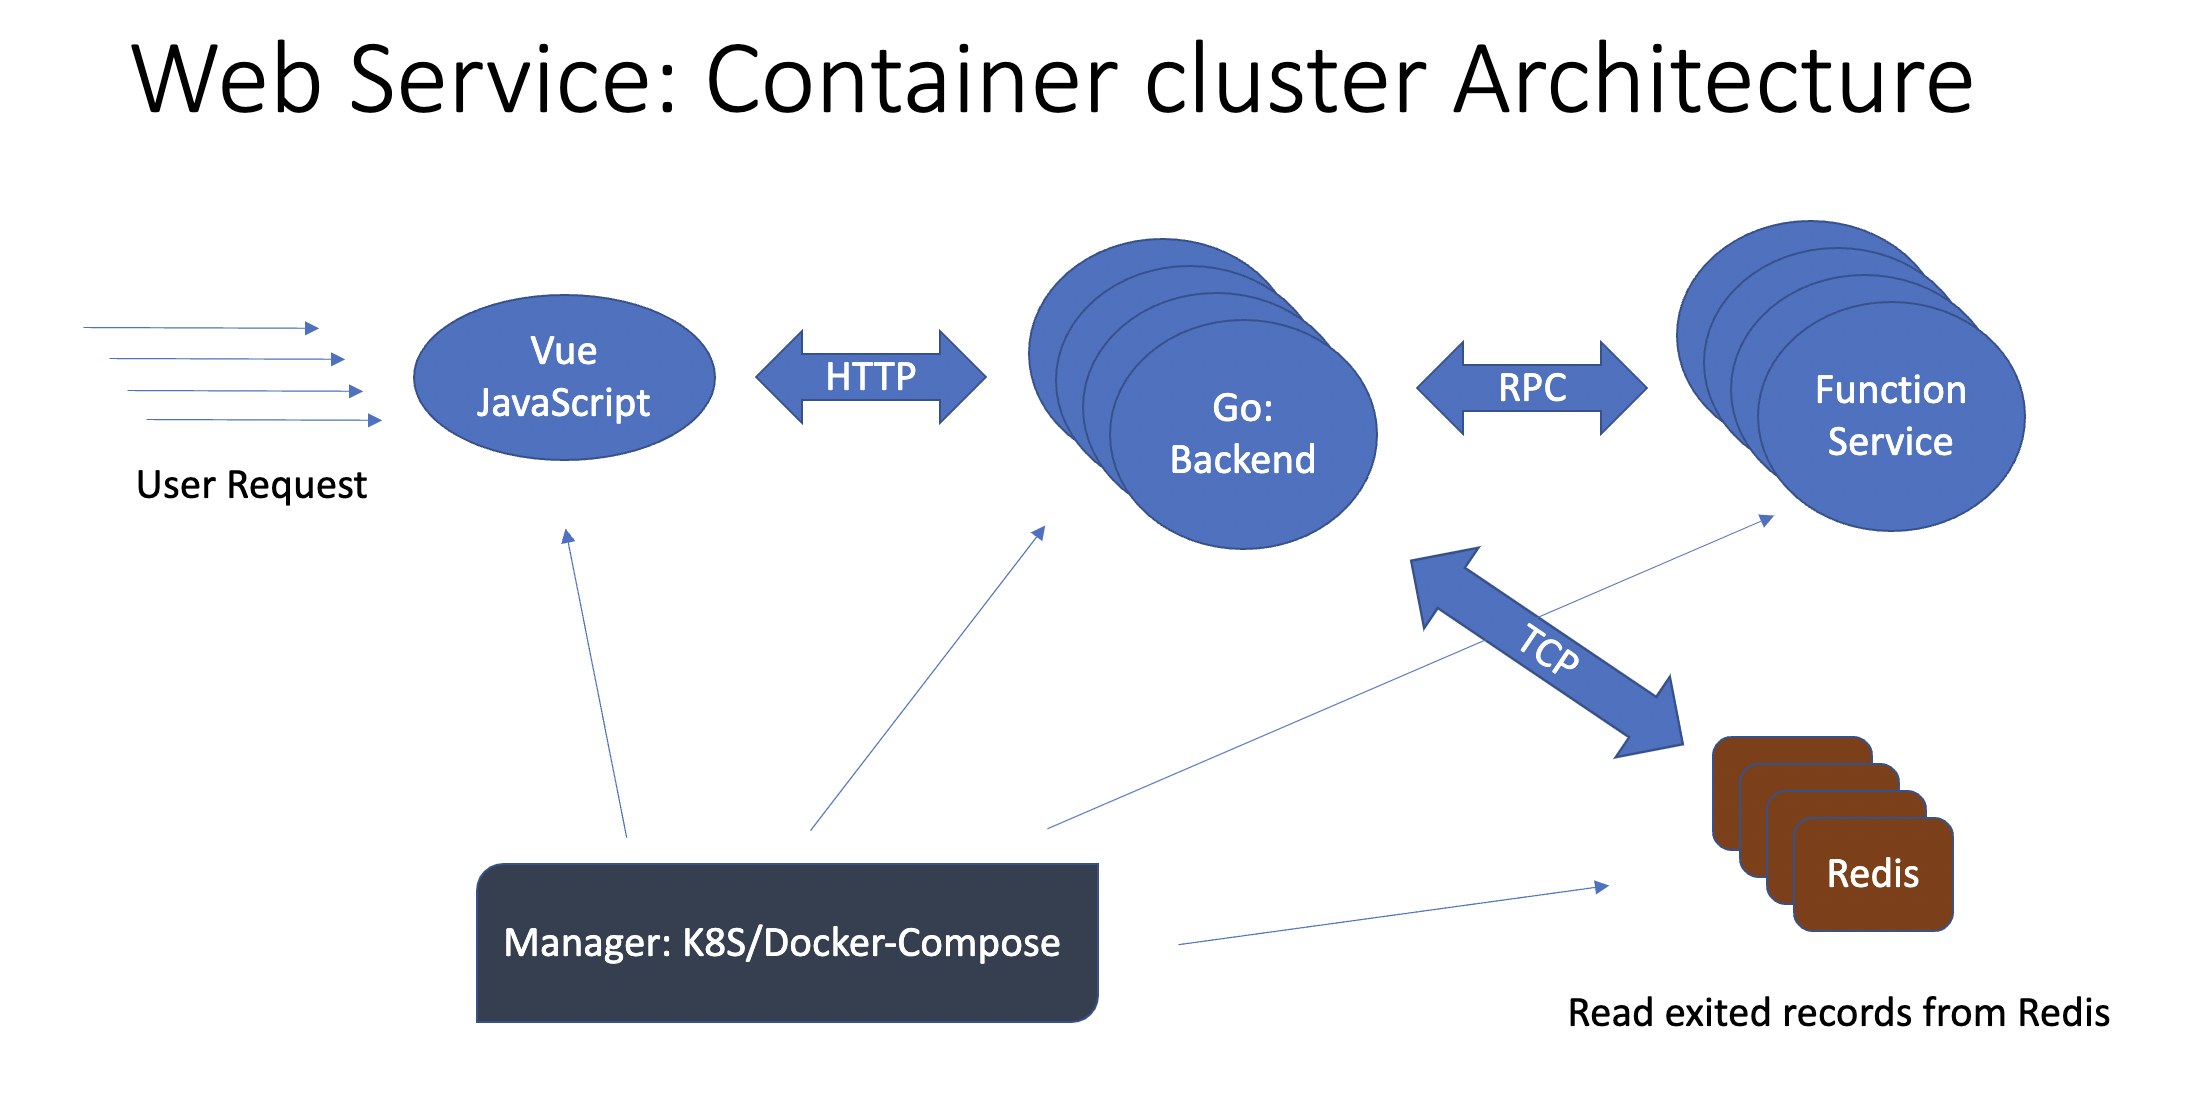 Web Service: Container cluster Architecture
User Request
Vue
JavaScript
HTTP
Go:
Backend
RPC
Function
Service
TCP
Redis
Manager: K8S/Docker-Compose
Read exited records from Redis